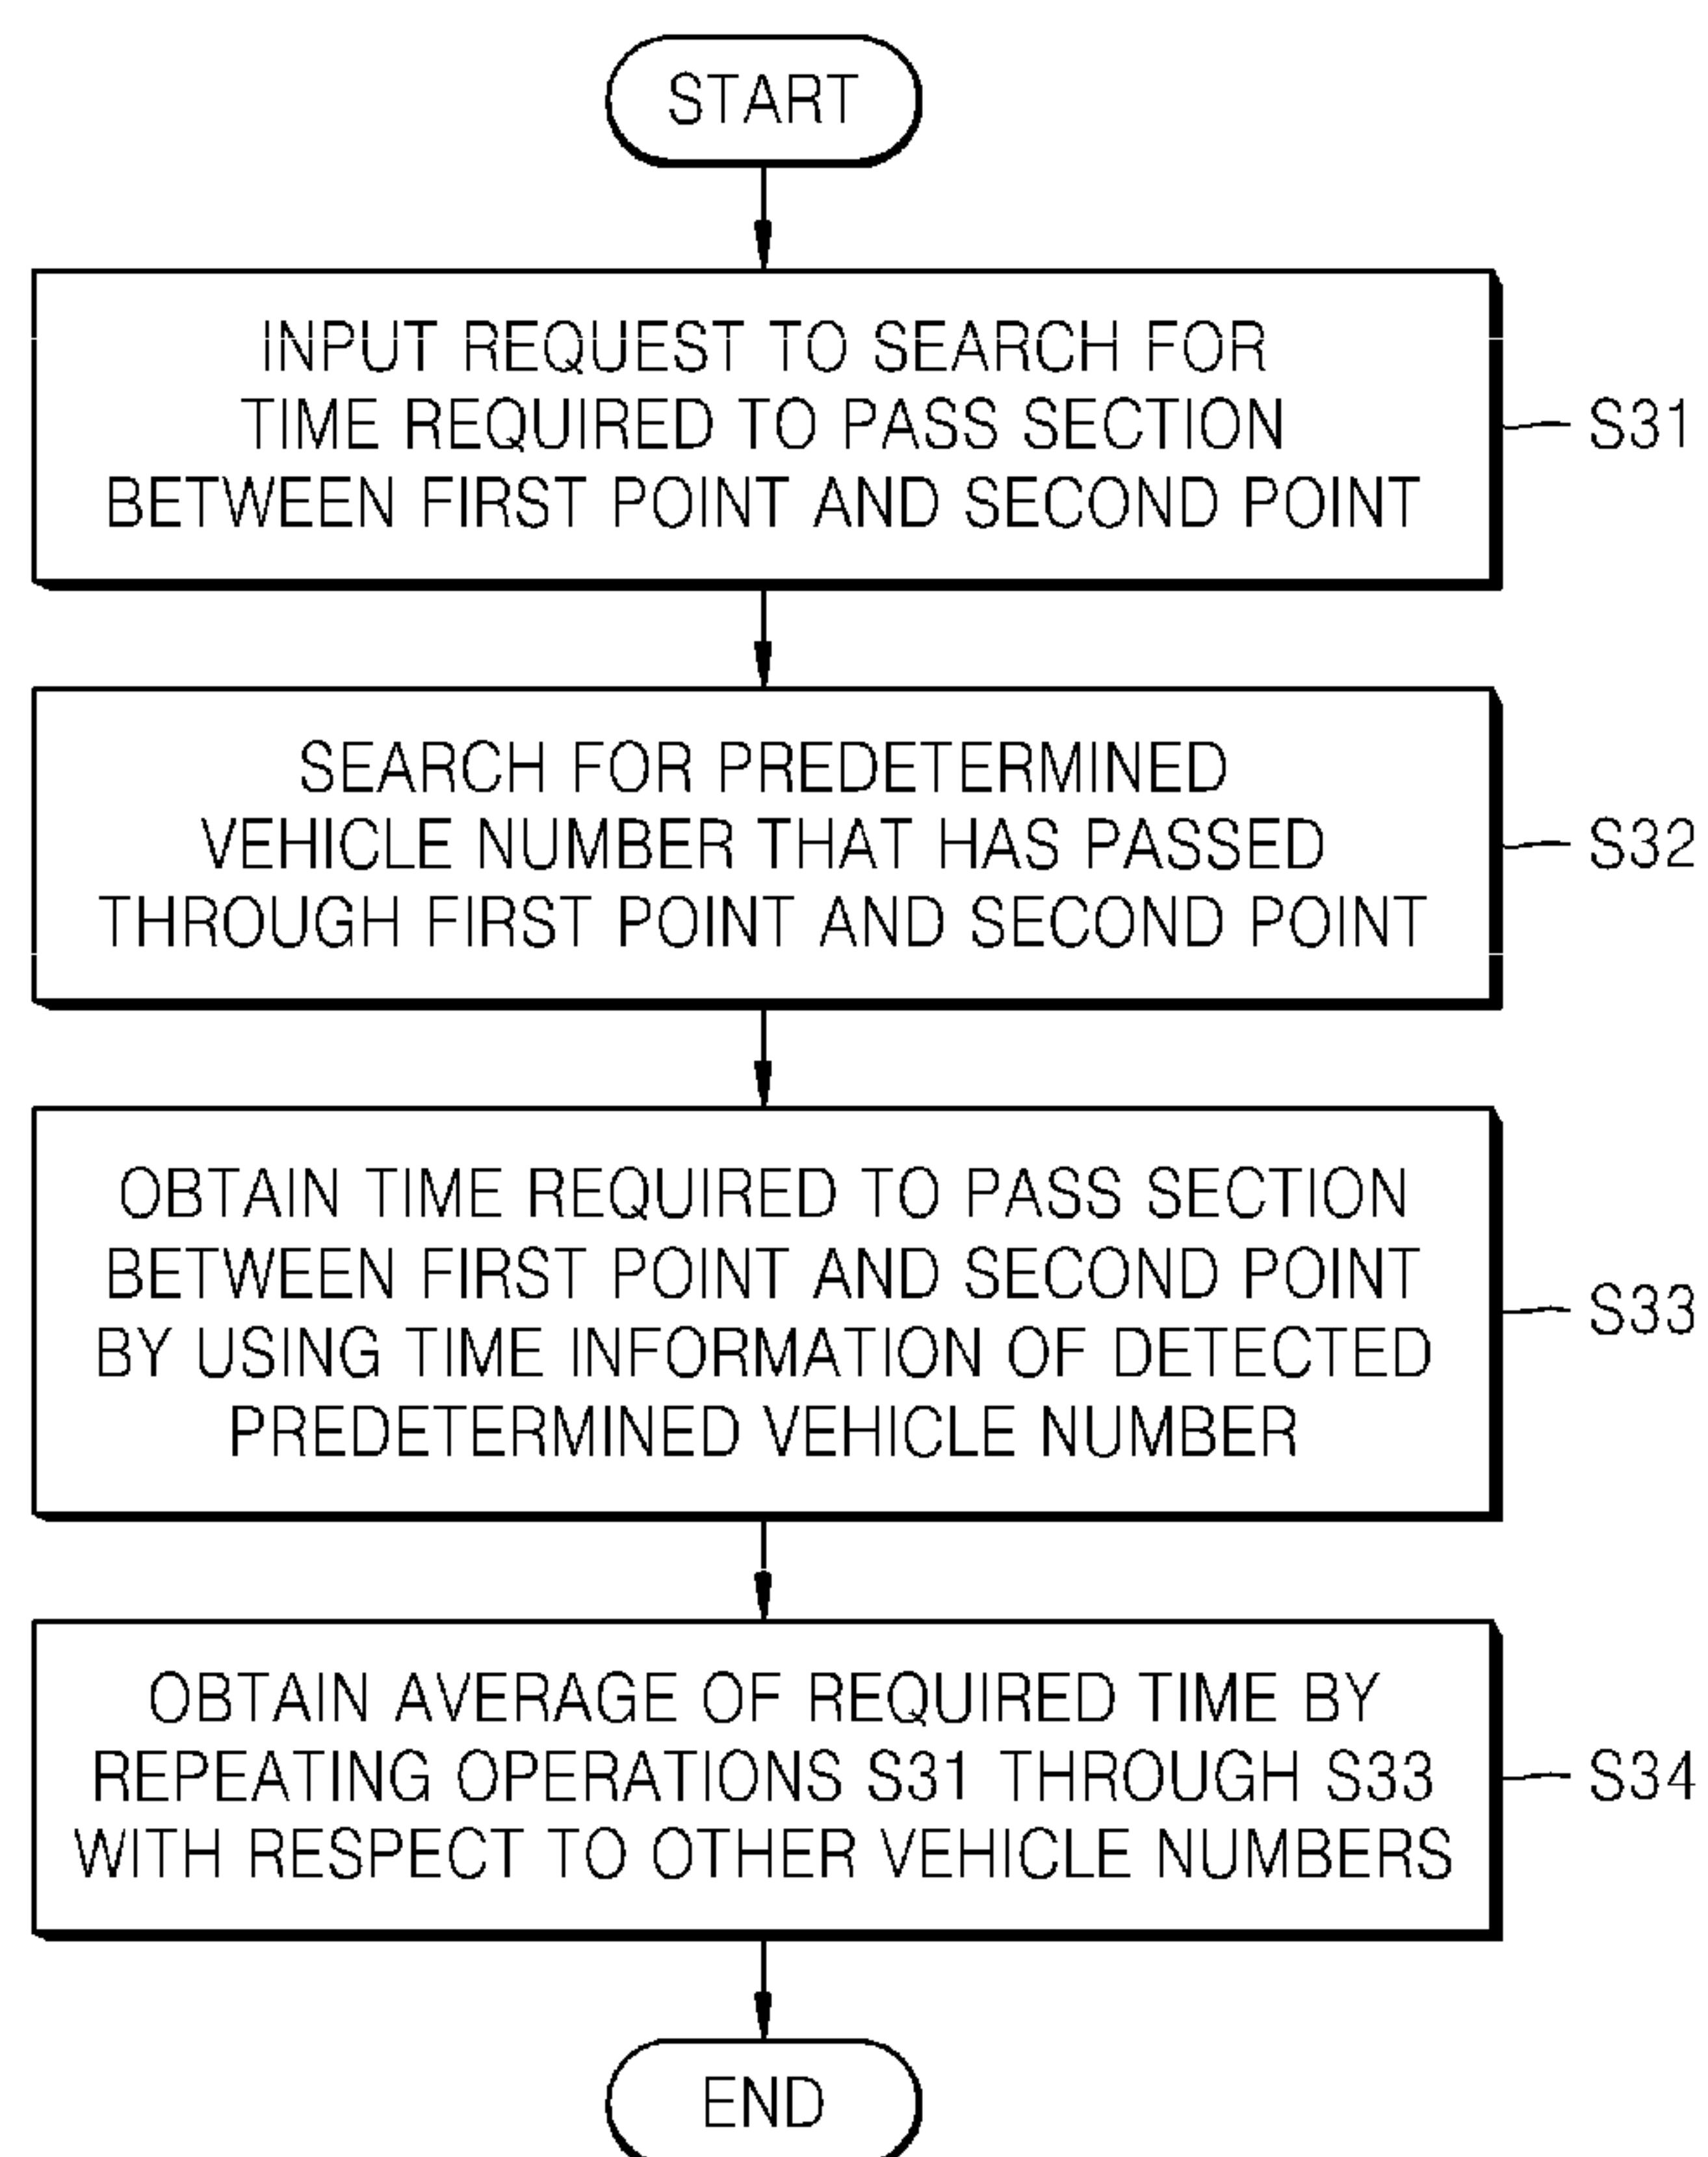 START
INPUT REQUEST TO SEARCH FOR
TIME REQUIRED TO PASS SECTION
BETWEEN FIRST POINT AND SECOND POINT
S31
SEARCH FOR PREDETERMINED
VEHICLE NUMBER THAT HAS PASSED
THROUGH FIRST POINT AND SECOND POINT
S32
OBTAIN TIME REQUIRED TO PASS SECTION
BETWEEN FIRST POINT AND SECOND POINT
BY USING TIME INFORMATION OF DETECTED
PREDETERMINED VEHICLE NUMBER
S33
OBTAIN AVERAGE OF REQUIRED TIME BY
REPEATING OPERATIONS S31 THROUGH S33
WITH RESPECT TO OTHER VEHICLE NUMBERS
S34
END